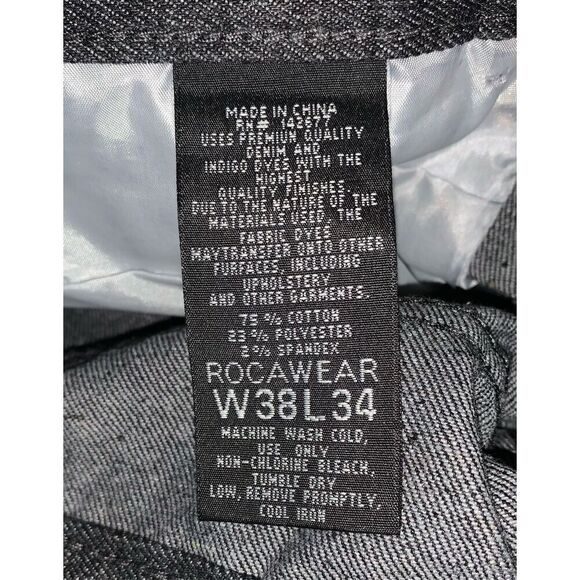 MADE IN CHINA
RN# 142677
USES PREMIUN QUALITY
DENIM AND
INDIGO DYES WITH THE
HIGHEST
QUALITY FINISHES.
DUE TO THE NATURE OF THE
MATERIALS USED, THE
FABRIC DYES
MAYTRANSFER ONTO OTHER
FURFACES, INCLUDING
UPHOLSTERY
AND OTHER GARMENTS.
75 % COTTON
23 % POLYESTER
2 % SPANDEX
ROCAWEAR
W38L34
MACHINE WASH COLD,
USE ONLY
NON-CHLORINE BLEACH,
TUMBLE DRY
LOW, REMOVE PROMPTLY,
COOL IRON